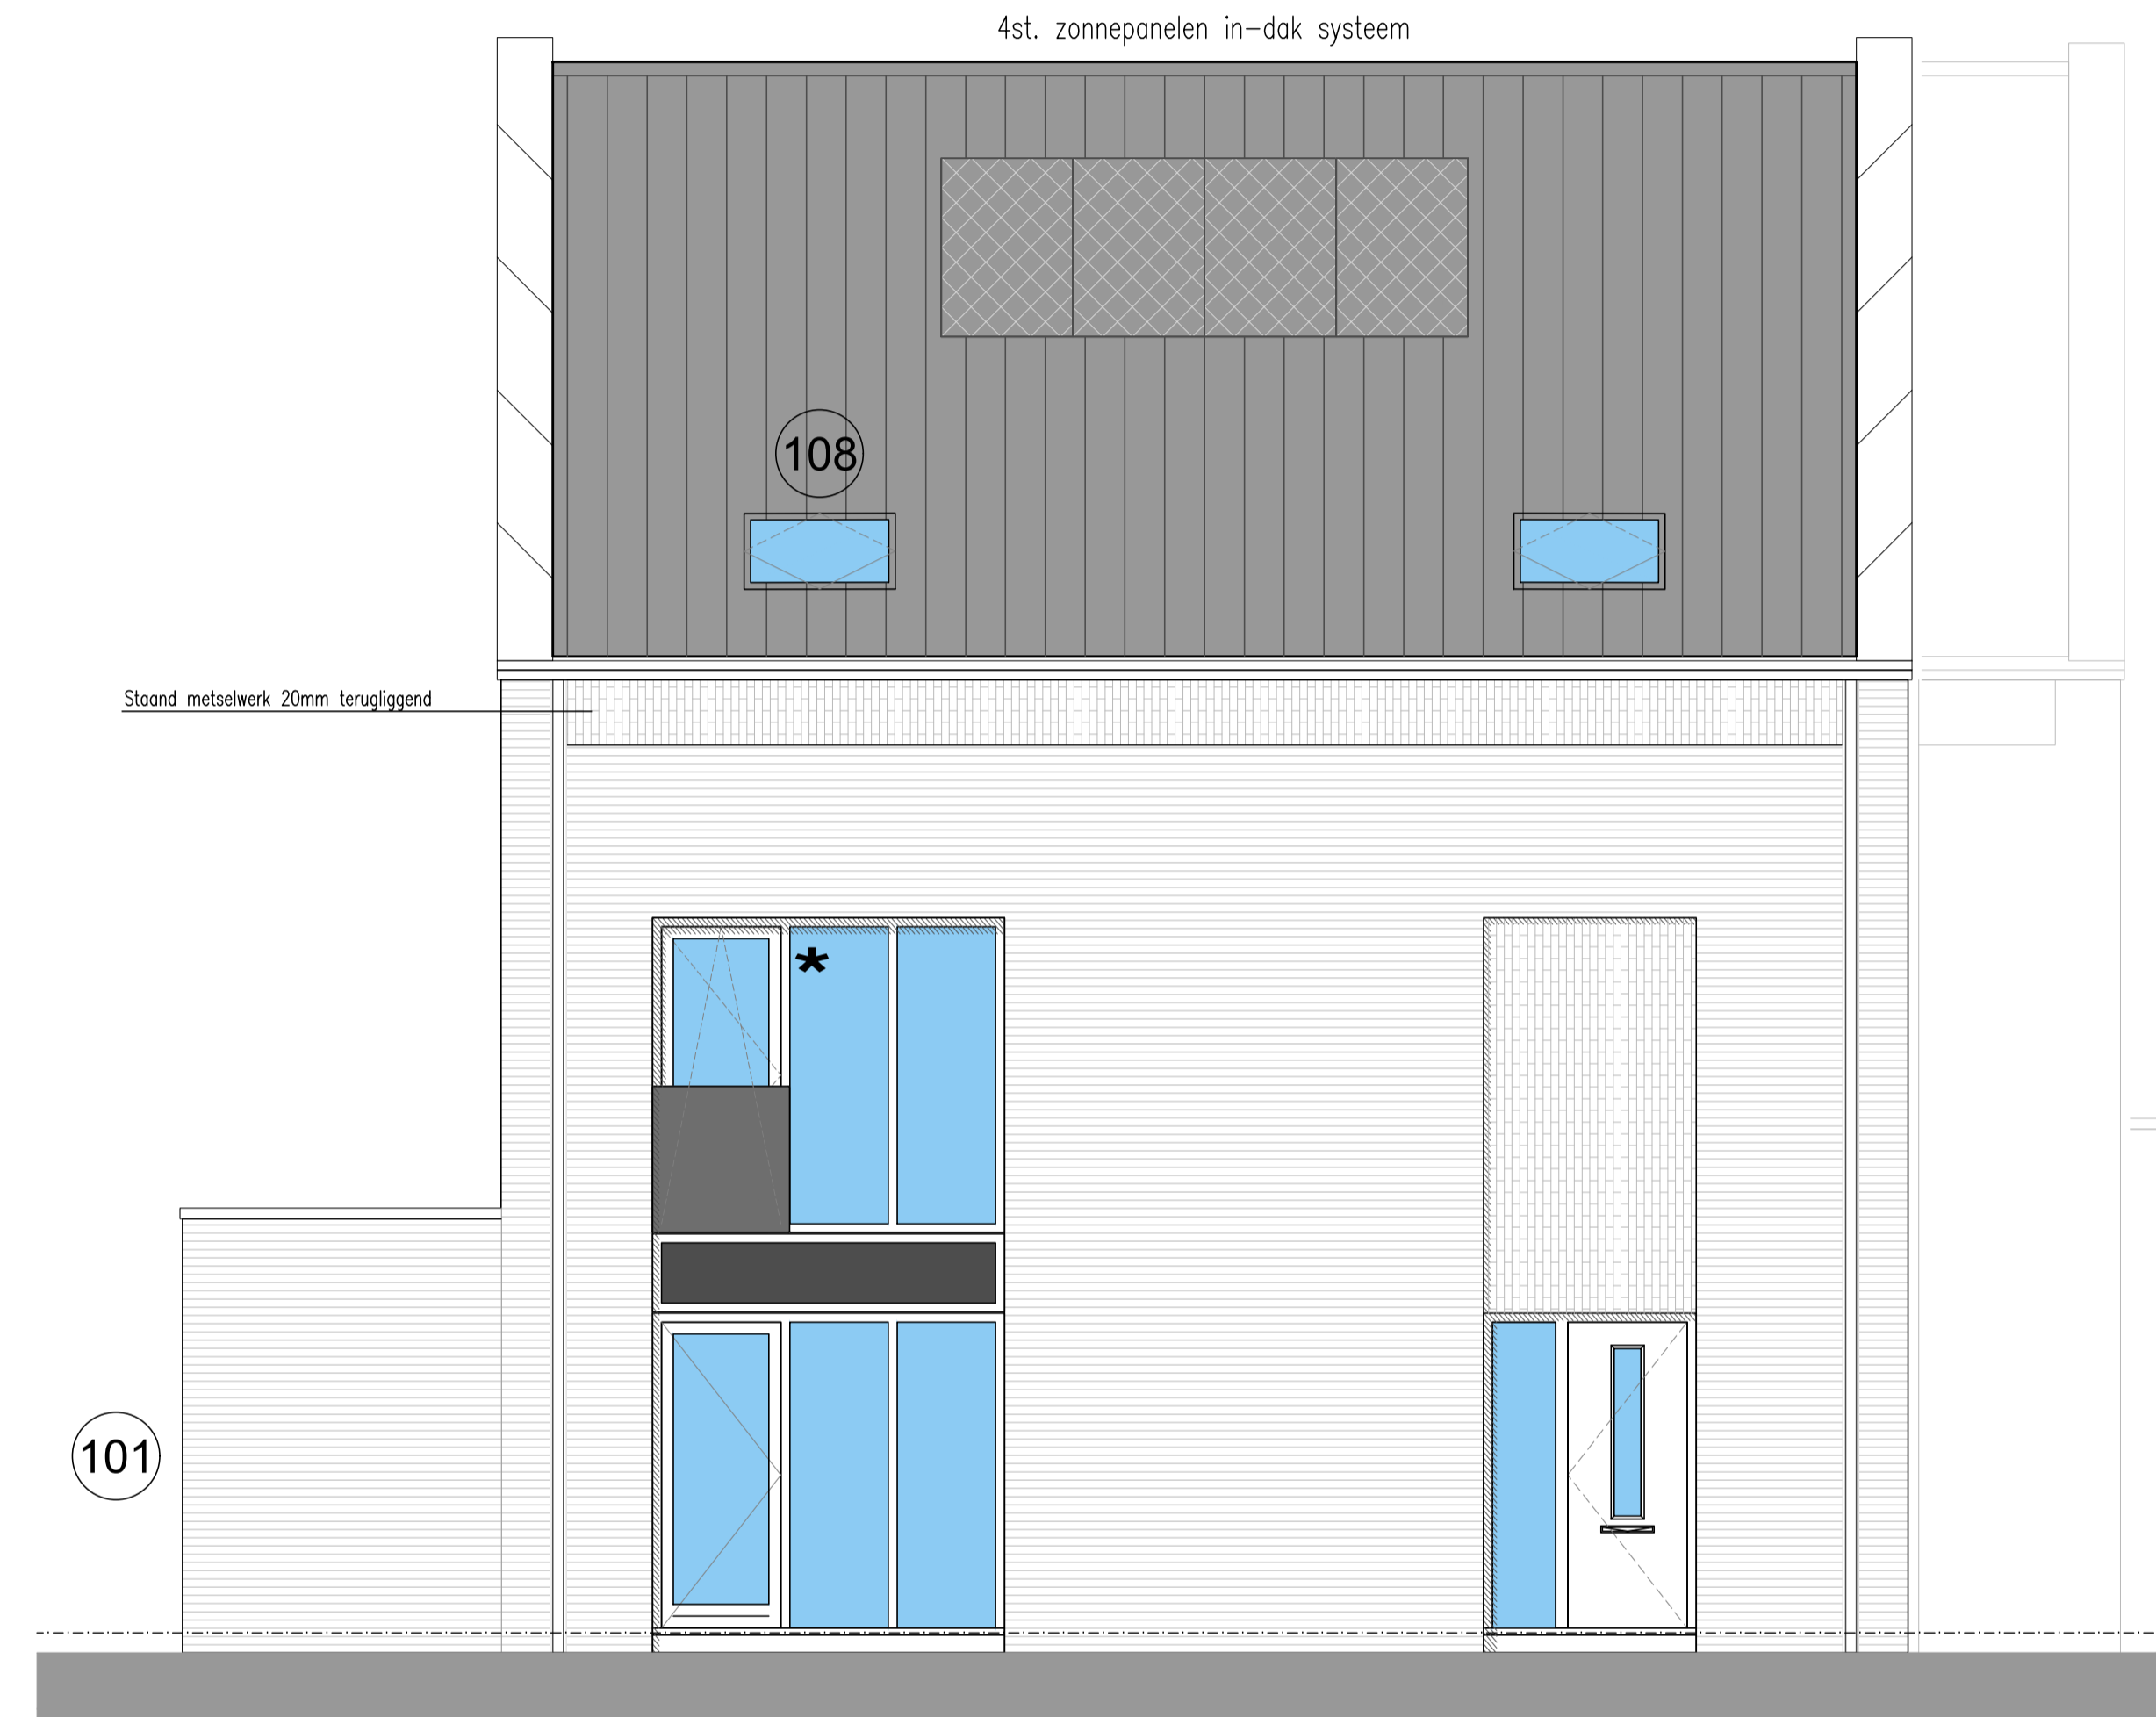 4st. zonnepanelen in-dak systeem
108
Staand metselwerk 20mm terugliggend
*
101